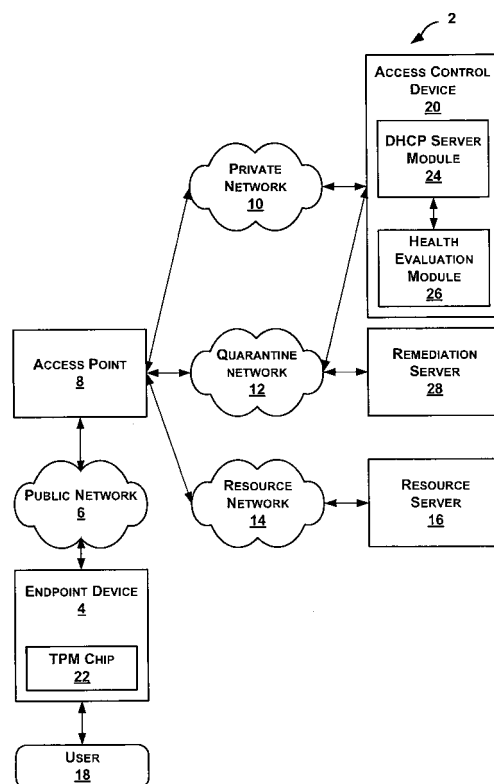 2
ACCESS CONTROL
DEVICE
20
DHCP SERVER
MODULE
24
HEALTH
EVALUATION
MODULE
26
PRIVATE
NETWORK
10
ACCESS POINT
8
QUARANTINE
NETWORK
12
REMEDIATION
SERVER
28
PUBLIC NETWORK
6
RESOURCE
NETWORK
14
RESOURCE
SERVER
16
ENDPOINT DEVICE
4
TPM CHIP
22
USER
18